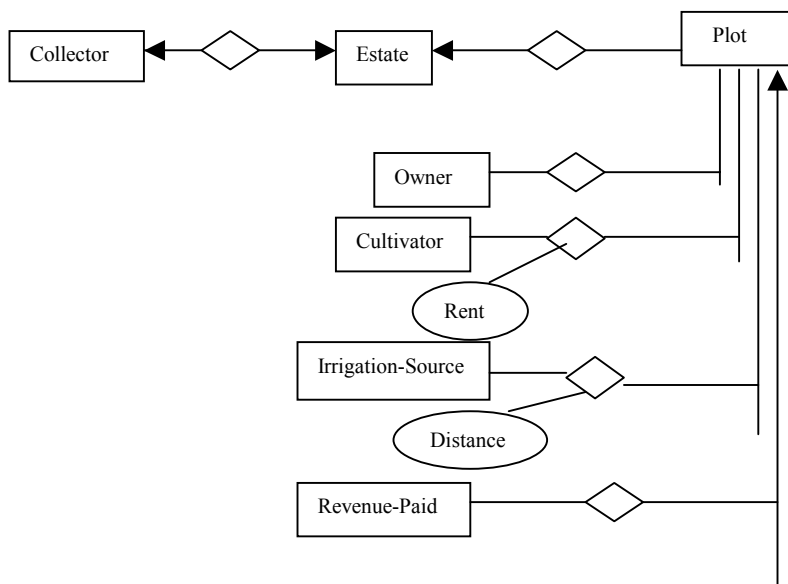 Collector
Estate
Plot
Owner
Cultivator
Rent
Irrigation-Source
Distance
Revenue-Paid